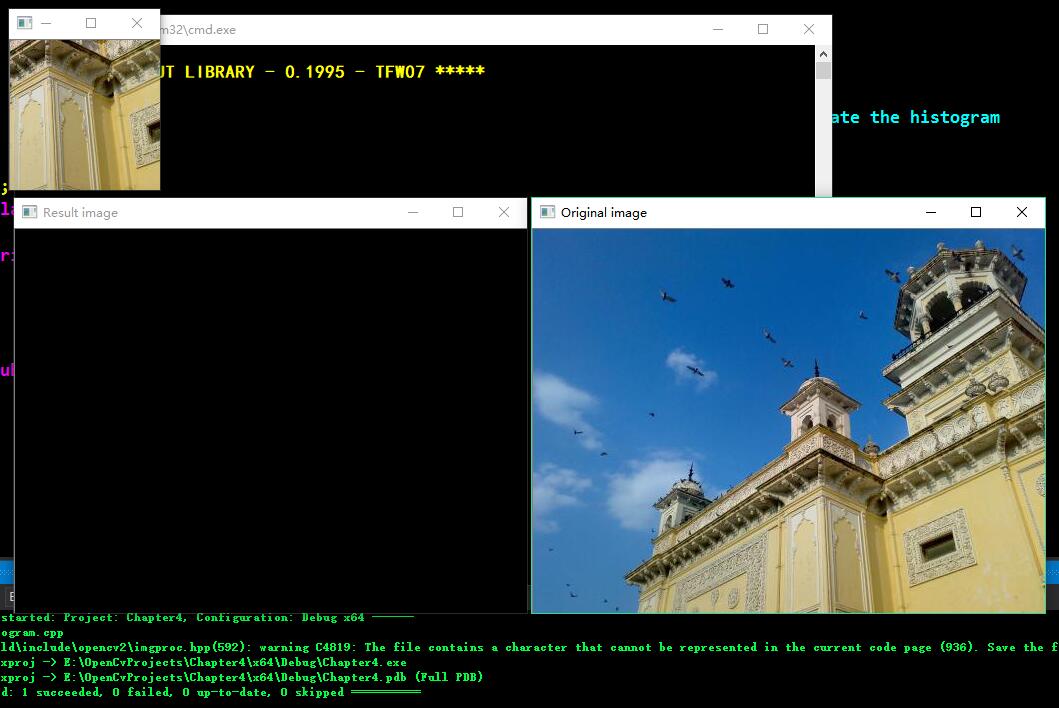 m32\cmd.exe
UT LIBRARY - 0.1995 - TFW07 *****
ate the histogram
;
la
Result image
Original image
ri
ub
E
started: Project: Chapter4, Configuration: Debug x64 ------
ogram.cpp
ld\include\opencv2\imgproc.hpp(592): warning C4819: The file contains a character that cannot be represented in the current code page (936). Save the f
xproj -> E:\OpenCvProjects\Chapter4\x64\Debug\Chapter4.exe
xproj -> E:\OpenCvProjects\Chapter4\x64\Debug\Chapter4.pdb (Full PDB)
d: 1 succeeded, 0 failed, 0 up-to-date, 0 skipped ==========